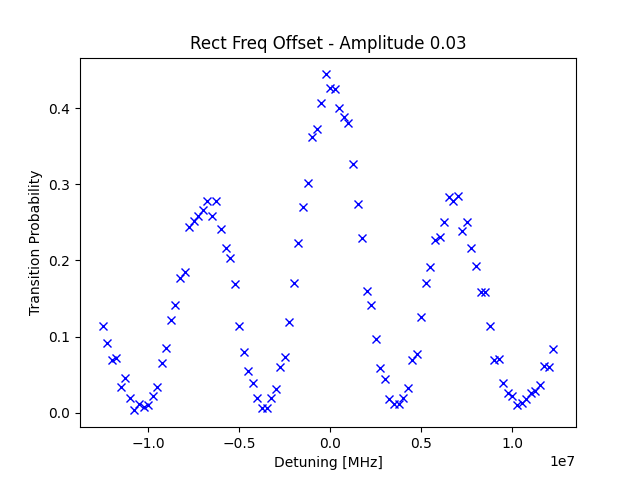 Rect Freq Offset - Amplitude 0.03
Transition Probability
0.4
0.3
0.2
0.1
0.0
−1.0 −0.5 0.0 0.5 1.0
1e7
Detuning [MHz]